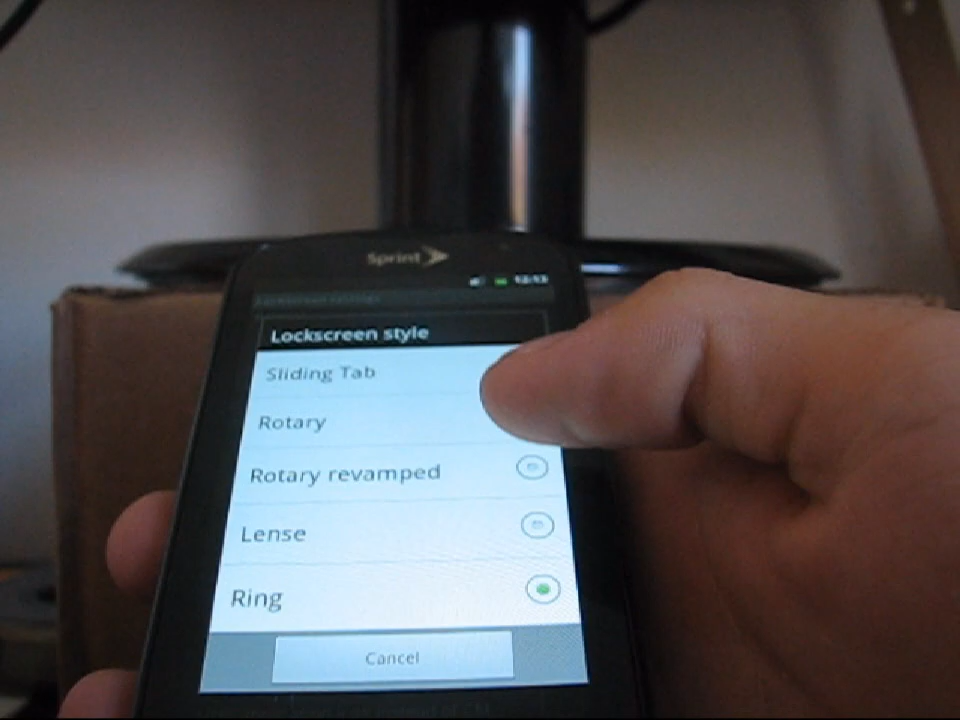 Sprint
Lockscreen style
Sliding Tab
Rotary
Rotary revamped
Lense
Ring
Cancel